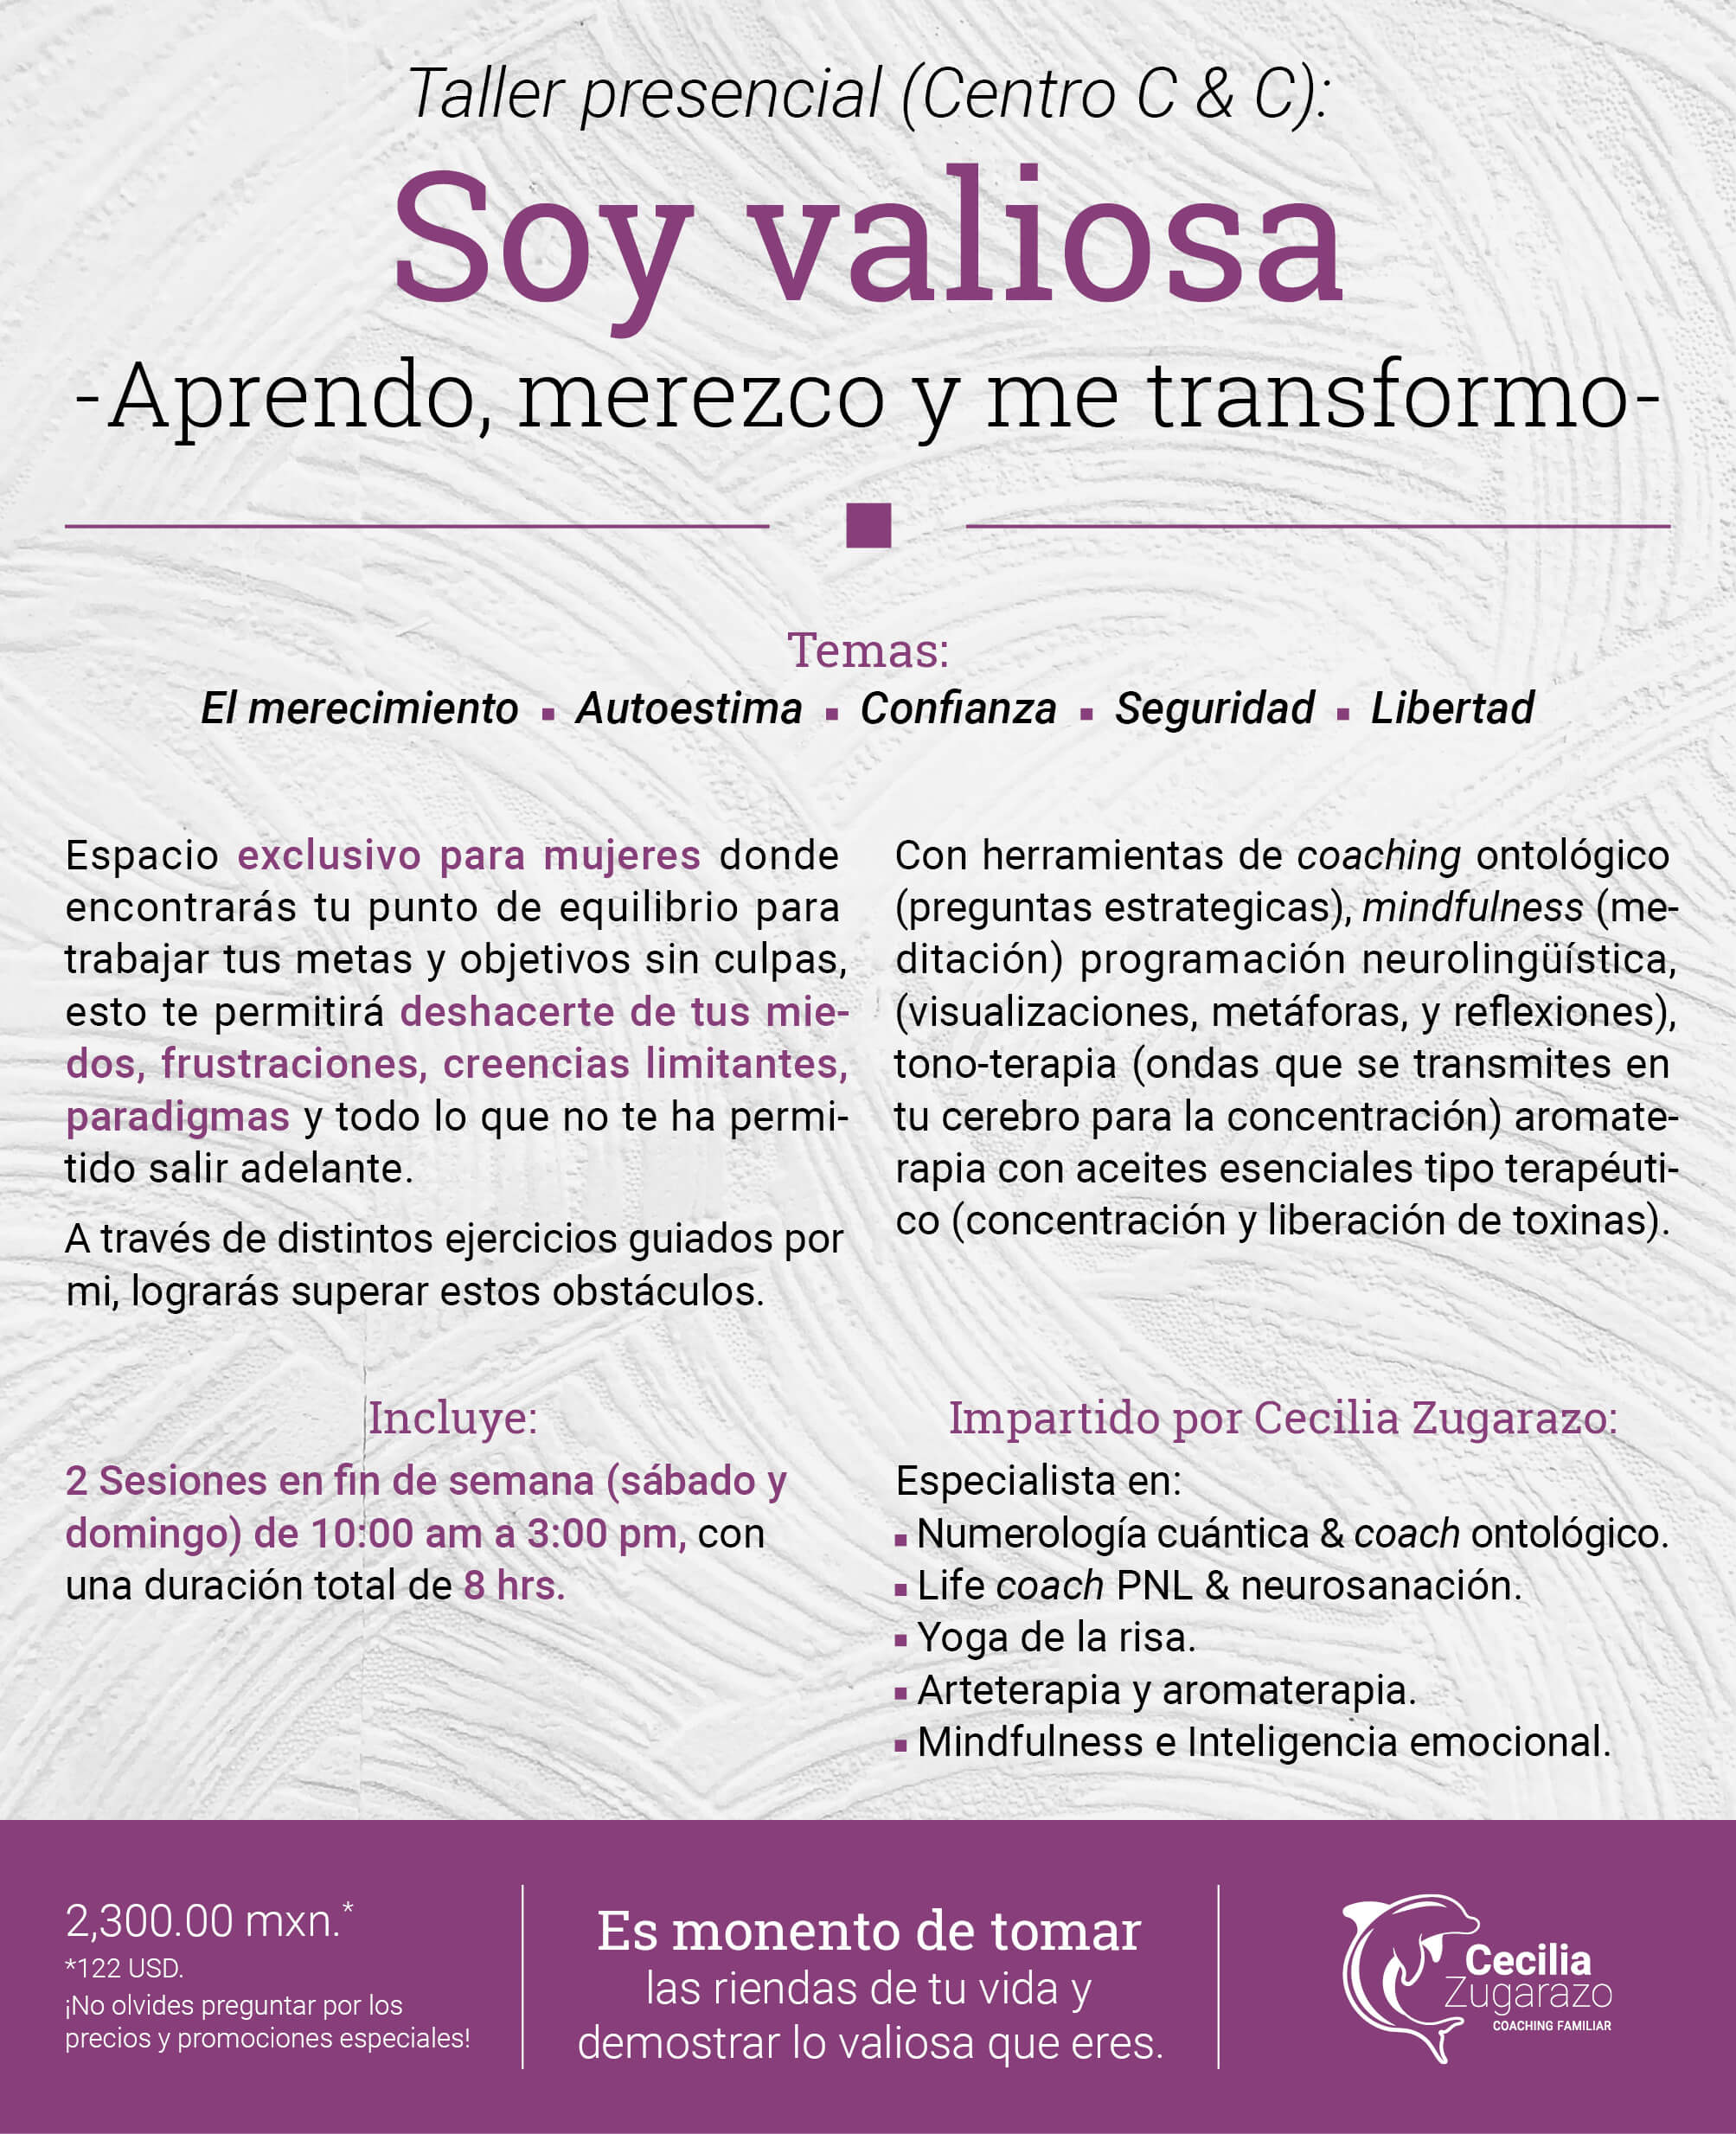 Taller presencial (Centro C & C):
Soy valiosa
-Aprendo, merezco y me transformo-
Temas:
El merecimiento ▪ Autoestima ▪ Confianza ▪ Seguridad ▪ Libertad
Espacio exclusivo para mujeres donde
encontrarás tu punto de equilibrio para
trabajar tus metas y objetivos sin culpas,
esto te permitirá deshacerte de tus mie-
dos, frustraciones, creencias limitantes,
paradigmas y todo lo que no te ha permi-
tido salir adelante.
A través de distintos ejercicios guiados por
mi, lograrás superar estos obstáculos.
Con herramientas de coaching ontológico
(preguntas estrategicas), mindfulness (me-
ditación) programación neurolingüística,
(visualizaciones, metáforas, y reflexiones),
tono-terapia (ondas que se transmites en
tu cerebro para la concentración) aromate-
rapia con aceites esenciales tipo terapéuti-
co (concentración y liberación de toxinas).
Incluye:
2 Sesiones en fin de semana (sábado y
domingo) de 10:00 am a 3:00 pm, con
una duración total de 8 hrs.
Impartido por Cecilia Zugarazo:
Especialista en:
▪ Numerología cuántica & coach ontológico.
▪ Life coach PNL & neurosanación.
▪ Yoga de la risa.
▪ Arteterapia y aromaterapia.
▪ Mindfulness e Inteligencia emocional.
2,300.00 mxn.*
*122 USD.
¡No olvides preguntar por los
precios y promociones especiales!
Es monento de tomar
las riendas de tu vida y
demostrar lo valiosa que eres.
Cecilia
Zugarazo
COACHING FAMILIAR